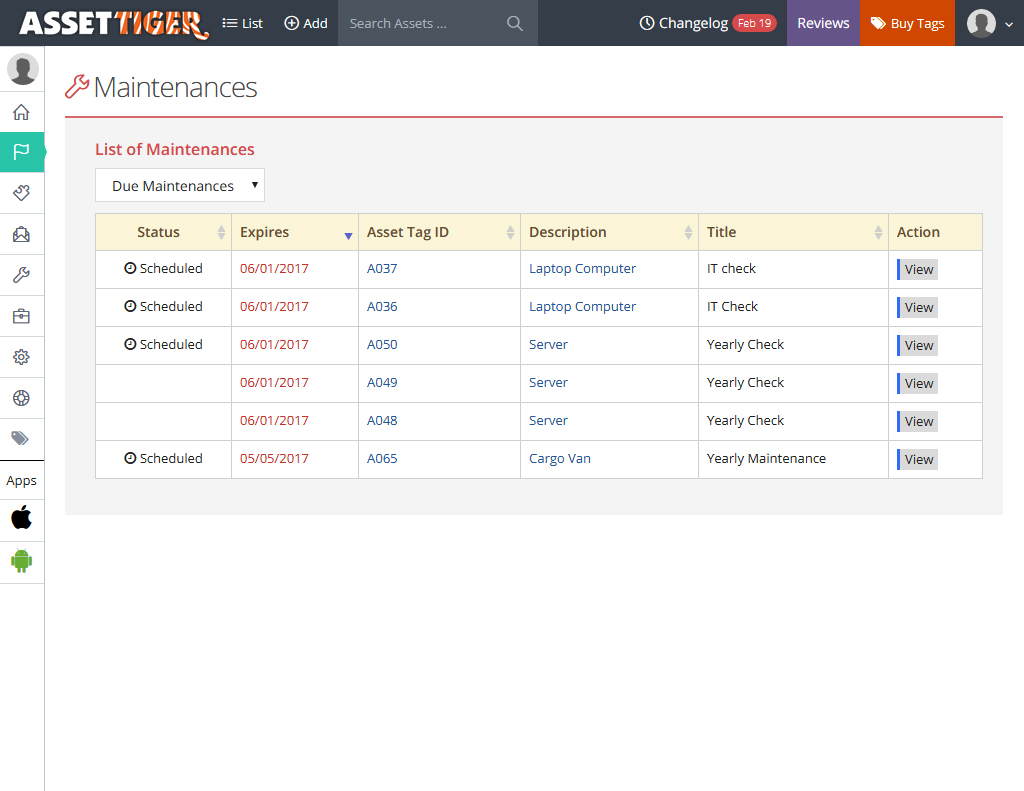 ASSETTIGER List Add Search Assets ... Changelog Feb 19 Reviews Buy Tags
Maintenances
List of Maintenances
Due Maintenances
Status Expires Asset Tag ID Description Title Action
Scheduled 06/01/2017 A037 Laptop Computer IT check View
Scheduled 06/01/2017 A036 Laptop Computer IT Check View
Scheduled 06/01/2017 A050 Server Yearly Check View
06/01/2017 A049 Server Yearly Check View
06/01/2017 A048 Server Yearly Check View
Scheduled 05/05/2017 A065 Cargo Van Yearly Maintenance View
Apps